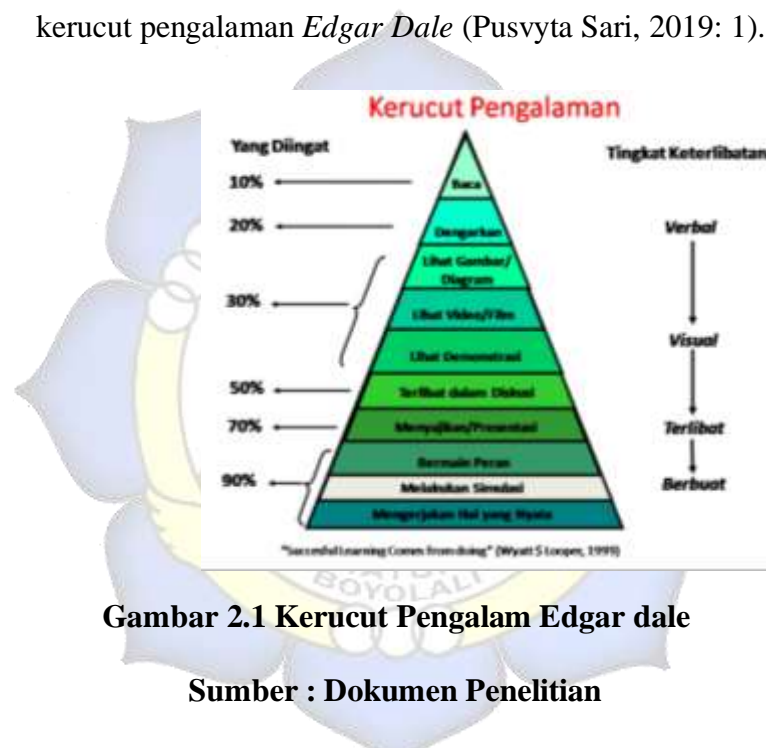 kerucut pengalaman Edgar Dale (Pusvyta Sari, 2019: 1).
Kerucut Pengalaman
Yang Diingat
Tingkat Keterlibatan
10%
Baca
20%
Dengarkan
Verbal
Lihat Gambar/
Diagram
30%
Lihat Video/Film
Visual
Lihat Demonstrasi
50%
Terlibat dalam Diskusi
70%
Menyajikan/Presentasi
Terlibat
Bermain Peran
90%
Melakukan Simulasi
Berbuat
Mengerjakan Hal yang Nyata
"Succesful Learning Comes from doing" (Wyatt S Looper, 1999)
BOYOLALI
Gambar 2.1 Kerucut Pengalam Edgar dale
Sumber : Dokumen Penelitian